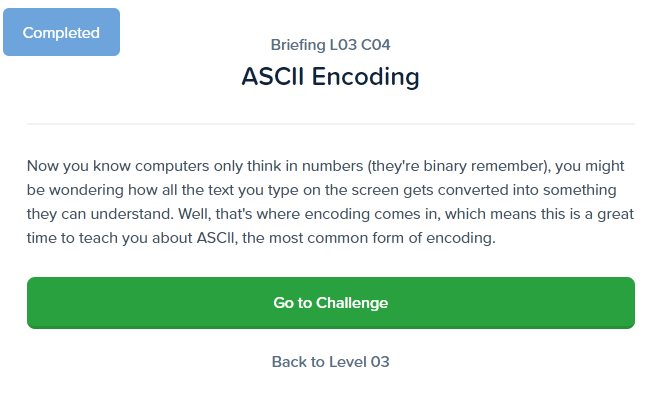 Completed
Briefing L03 C04
ASCII Encoding
Now you know computers only think in numbers (they're binary remember), you might
be wondering how all the text you type on the screen gets converted into something
they can understand. Well, that's where encoding comes in, which means this is a great
time to teach you about ASCII, the most common form of encoding.
Go to Challenge
Back to Level 03